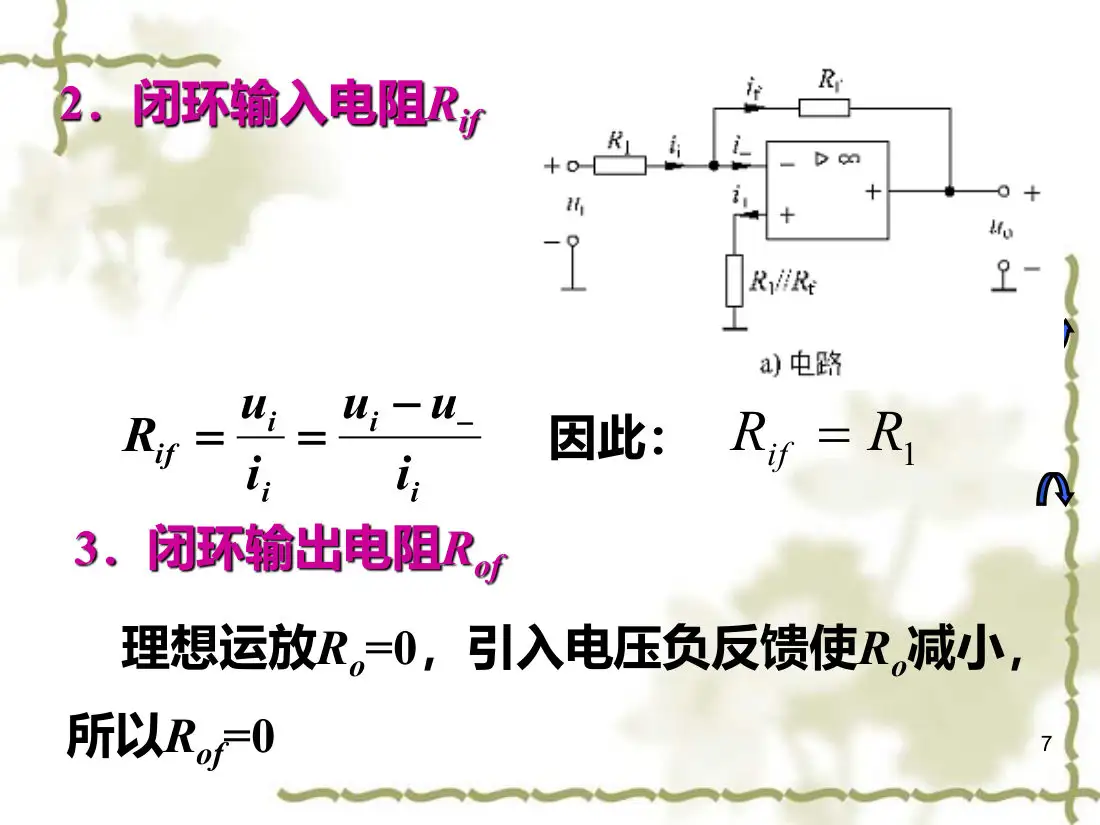 2．闭环输入电阻Rif
if Rf
R1 ii i−
+ − ▷ ∞
ui i+ + + +
− uo
R1//Rf −
a) 电路
Rif = ui/ii = (ui − u−)/ii 因此： Rif = R1
3．闭环输出电阻Rof
理想运放Ro=0，引入电压负反馈使Ro减小，
所以Rof=0
7